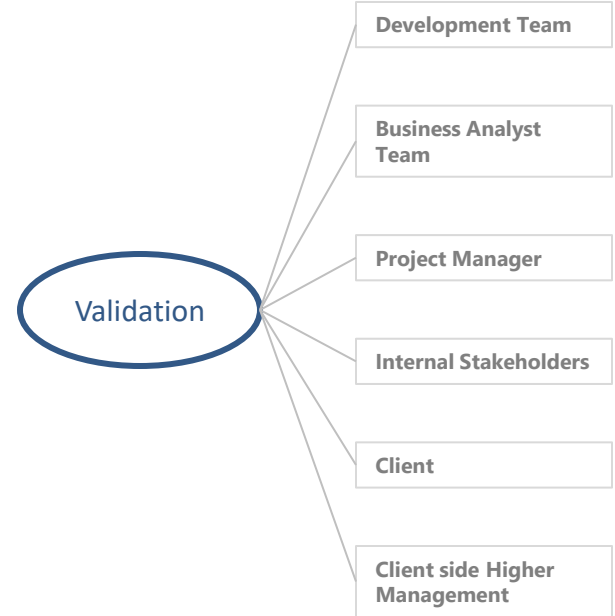 Development Team
Business Analyst
Team
Project Manager
Validation
Internal Stakeholders
Client
Client side Higher
Management